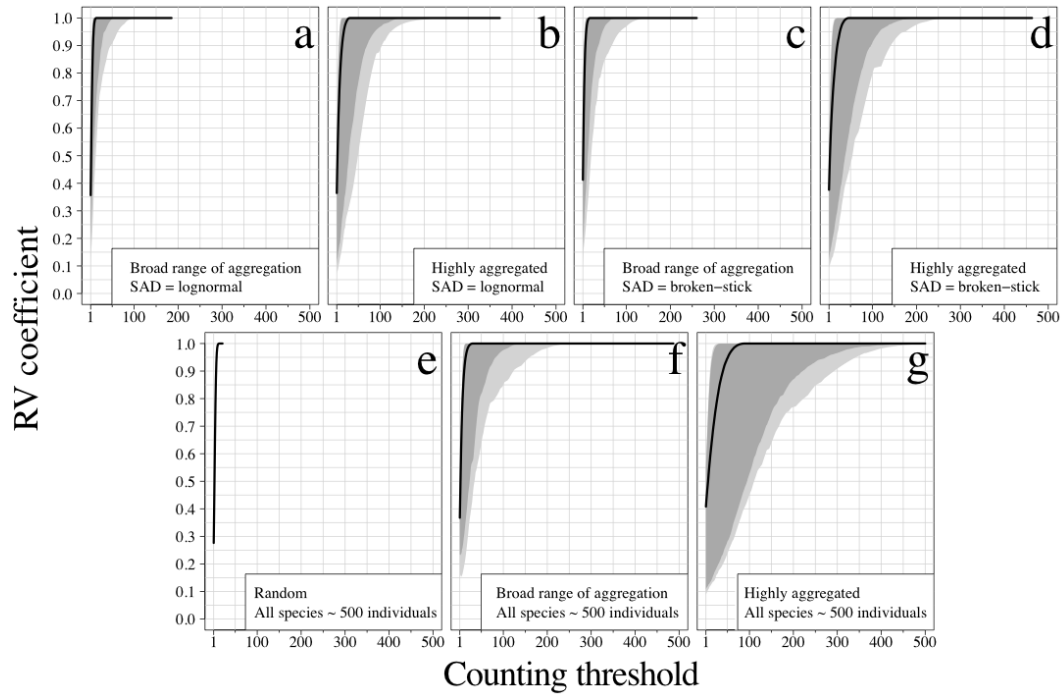 RV coefficient
1.0
0.9
0.8
0.7
0.6
0.5
0.4
0.3
0.2
0.1
0.0
a
Broad range of aggregation
SAD = lognormal
1 100 200 300 400 500
b
Highly aggregated
SAD = lognormal
1 100 200 300 400 500
c
Broad range of aggregation
SAD = broken−stick
1 100 200 300 400 500
d
Highly aggregated
SAD = broken−stick
1 100 200 300 400 500
1.0
0.9
0.8
0.7
0.6
0.5
0.4
0.3
0.2
0.1
0.0
e
Random
All species ~ 500 individuals
1 100 200 300 400 500
f
Broad range of aggregation
All species ~ 500 individuals
1 100 200 300 400 500
g
Highly aggregated
All species ~ 500 individuals
1 100 200 300 400 500
Counting threshold